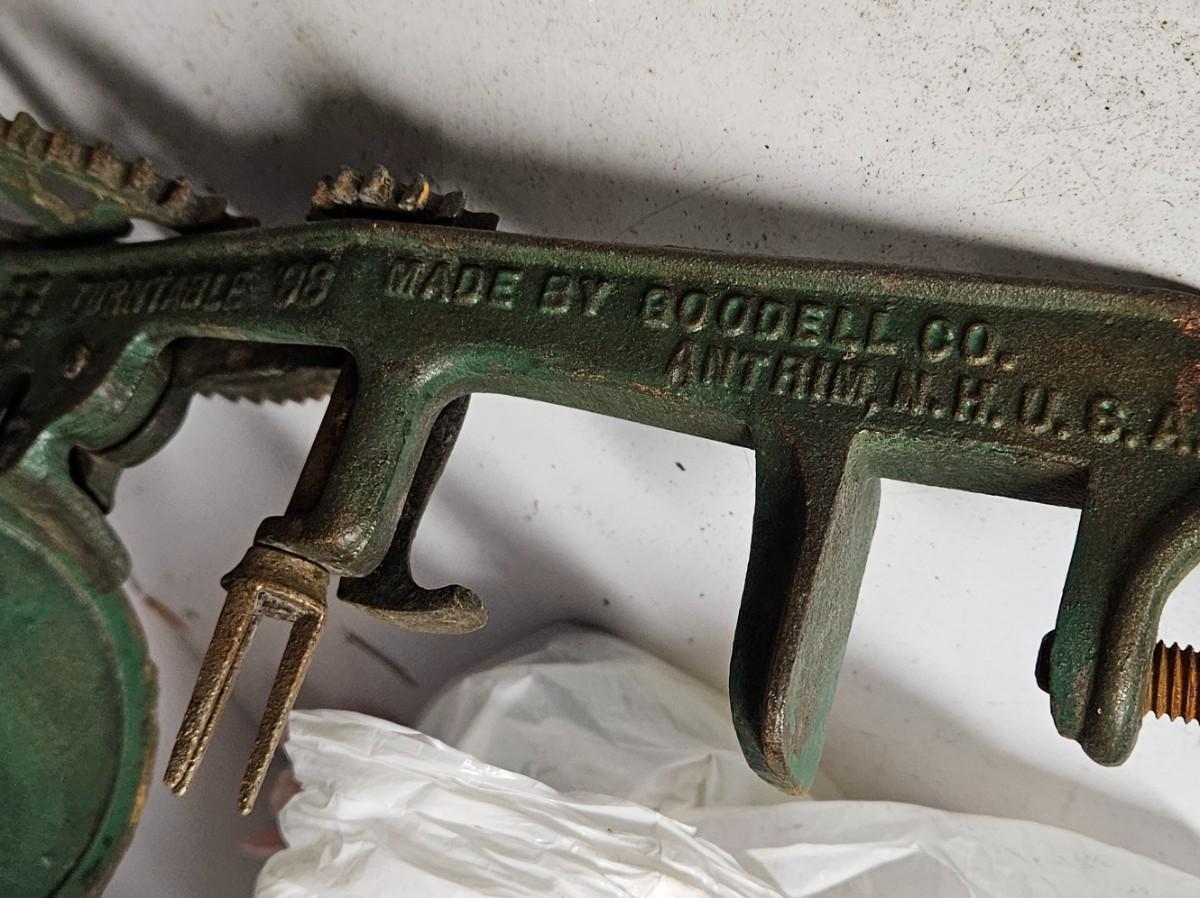 TURNTABLE '98 MADE BY GOODELL CO.
ANTRIM, N.H. U.S.A.